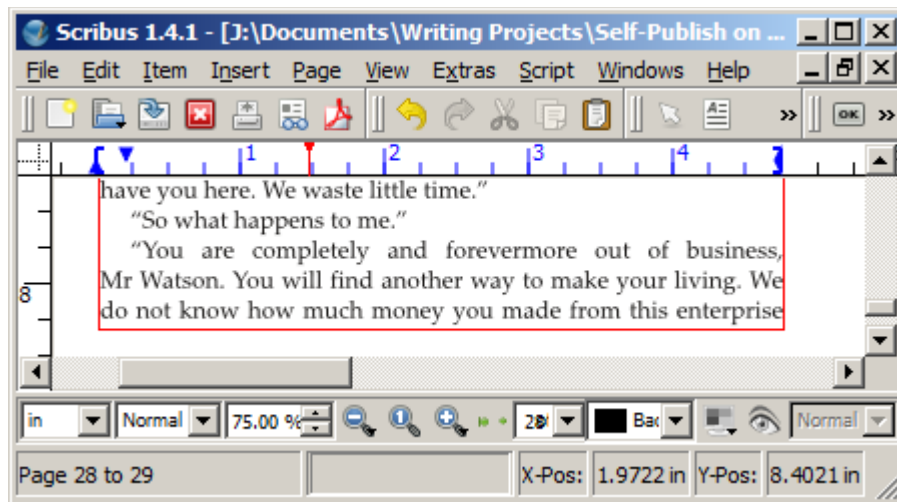 Scribus 1.4.1 - [J:\Documents\Writing Projects\Self-Publish on ...
File Edit Item Insert Page View Extras Script Windows Help
OK
1 2 3 4
have you here. We waste little time.”
“So what happens to me.”
“You are completely and forevermore out of business,
Mr Watson. You will find another way to make your living. We
8
do not know how much money you made from this enterprise
in Normal 75.00 % 1 Normal
Page 28 to 29 X-Pos: 1.9722 in Y-Pos: 8.4021 in